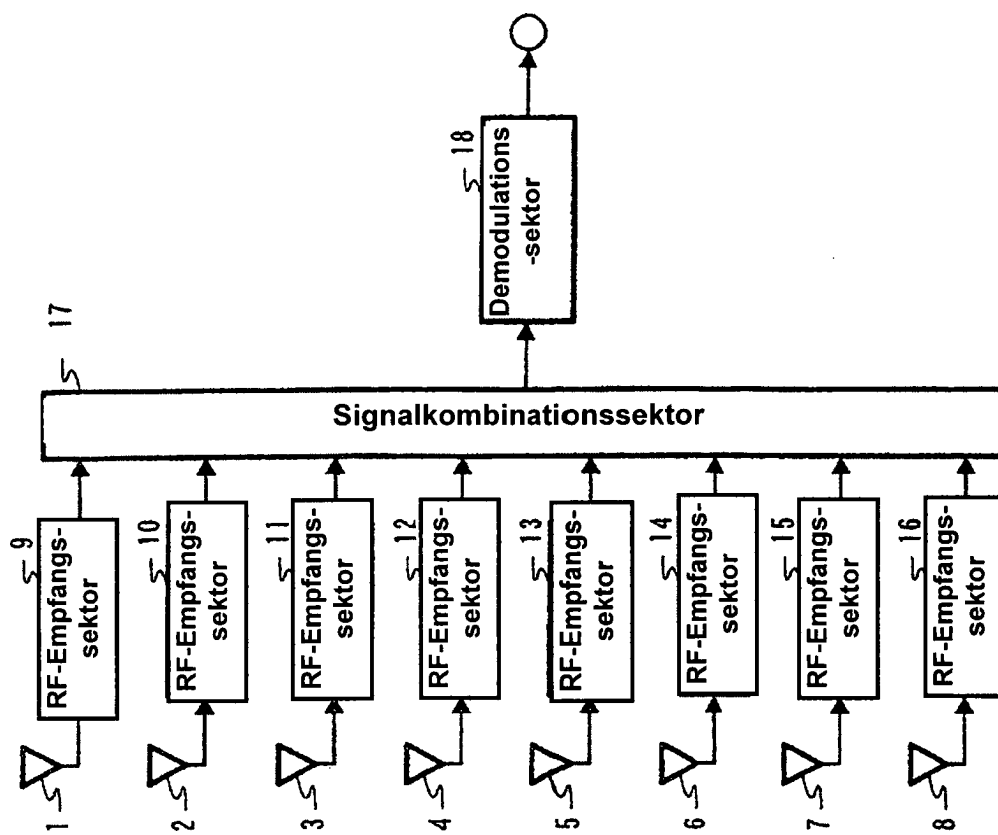 1
9
RF-Empfangs-
sektor
2
10
RF-Empfangs-
sektor
3
11
RF-Empfangs-
sektor
4
12
RF-Empfangs-
sektor
5
13
RF-Empfangs-
sektor
6
14
RF-Empfangs-
sektor
7
15
RF-Empfangs-
sektor
8
16
RF-Empfangs-
sektor
17
Signalkombinationssektor
18
Demodulations
-sektor